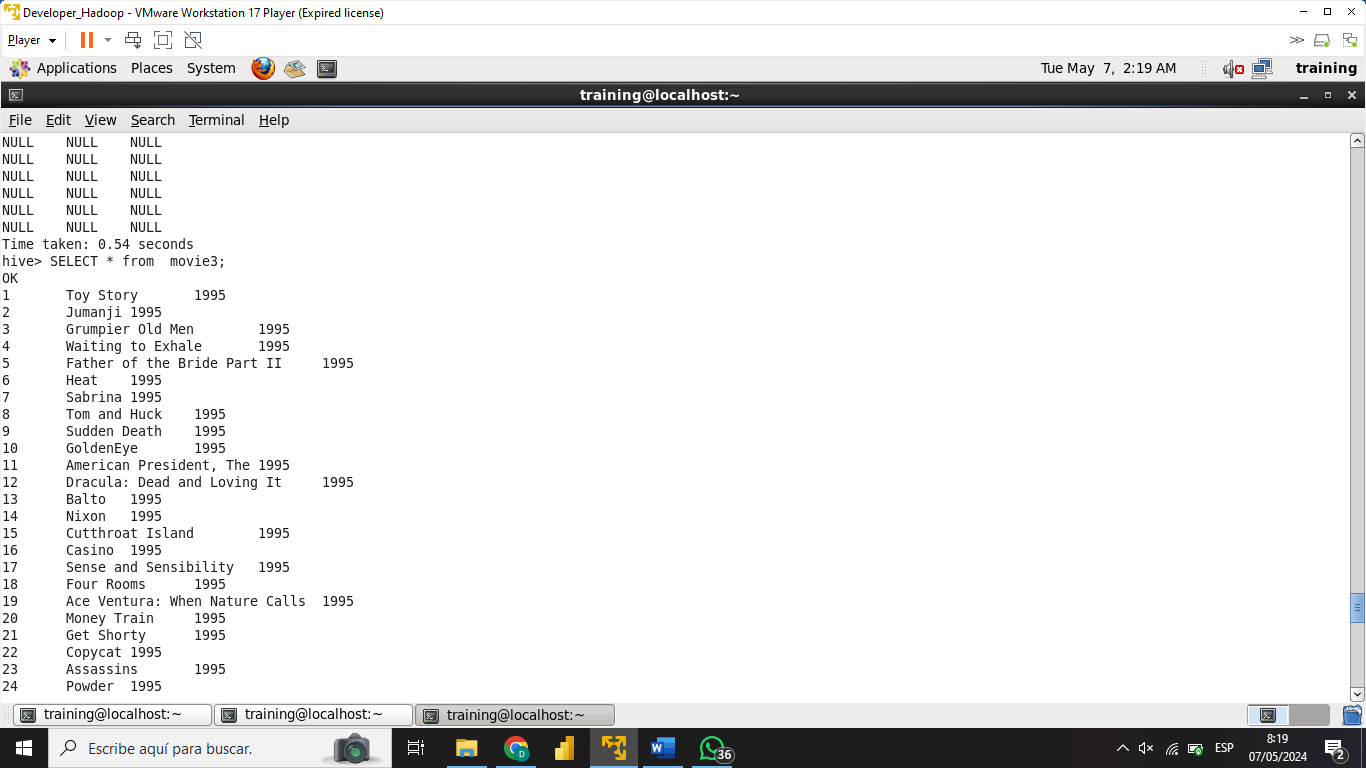 Developer_Hadoop - VMware Workstation 17 Player (Expired license)
Player
Applications Places System Tue May 7, 2:19 AM training
training@localhost:~
File Edit View Search Terminal Help
NULL NULL NULL
NULL NULL NULL
NULL NULL NULL
NULL NULL NULL
NULL NULL NULL
NULL NULL NULL
Time taken: 0.54 seconds
hive> SELECT * from  movie3;
OK
1 Toy Story 1995
2 Jumanji 1995
3 Grumpier Old Men 1995
4 Waiting to Exhale 1995
5 Father of the Bride Part II 1995
6 Heat 1995
7 Sabrina 1995
8 Tom and Huck 1995
9 Sudden Death 1995
10 GoldenEye 1995
11 American President, The 1995
12 Dracula: Dead and Loving It 1995
13 Balto 1995
14 Nixon 1995
15 Cutthroat Island 1995
16 Casino 1995
17 Sense and Sensibility 1995
18 Four Rooms 1995
19 Ace Ventura: When Nature Calls 1995
20 Money Train 1995
21 Get Shorty 1995
22 Copycat 1995
23 Assassins 1995
24 Powder 1995
training@localhost:~ training@localhost:~ training@localhost:~
Escribe aquí para buscar. 36 ESP 8:19
07/05/2024 2